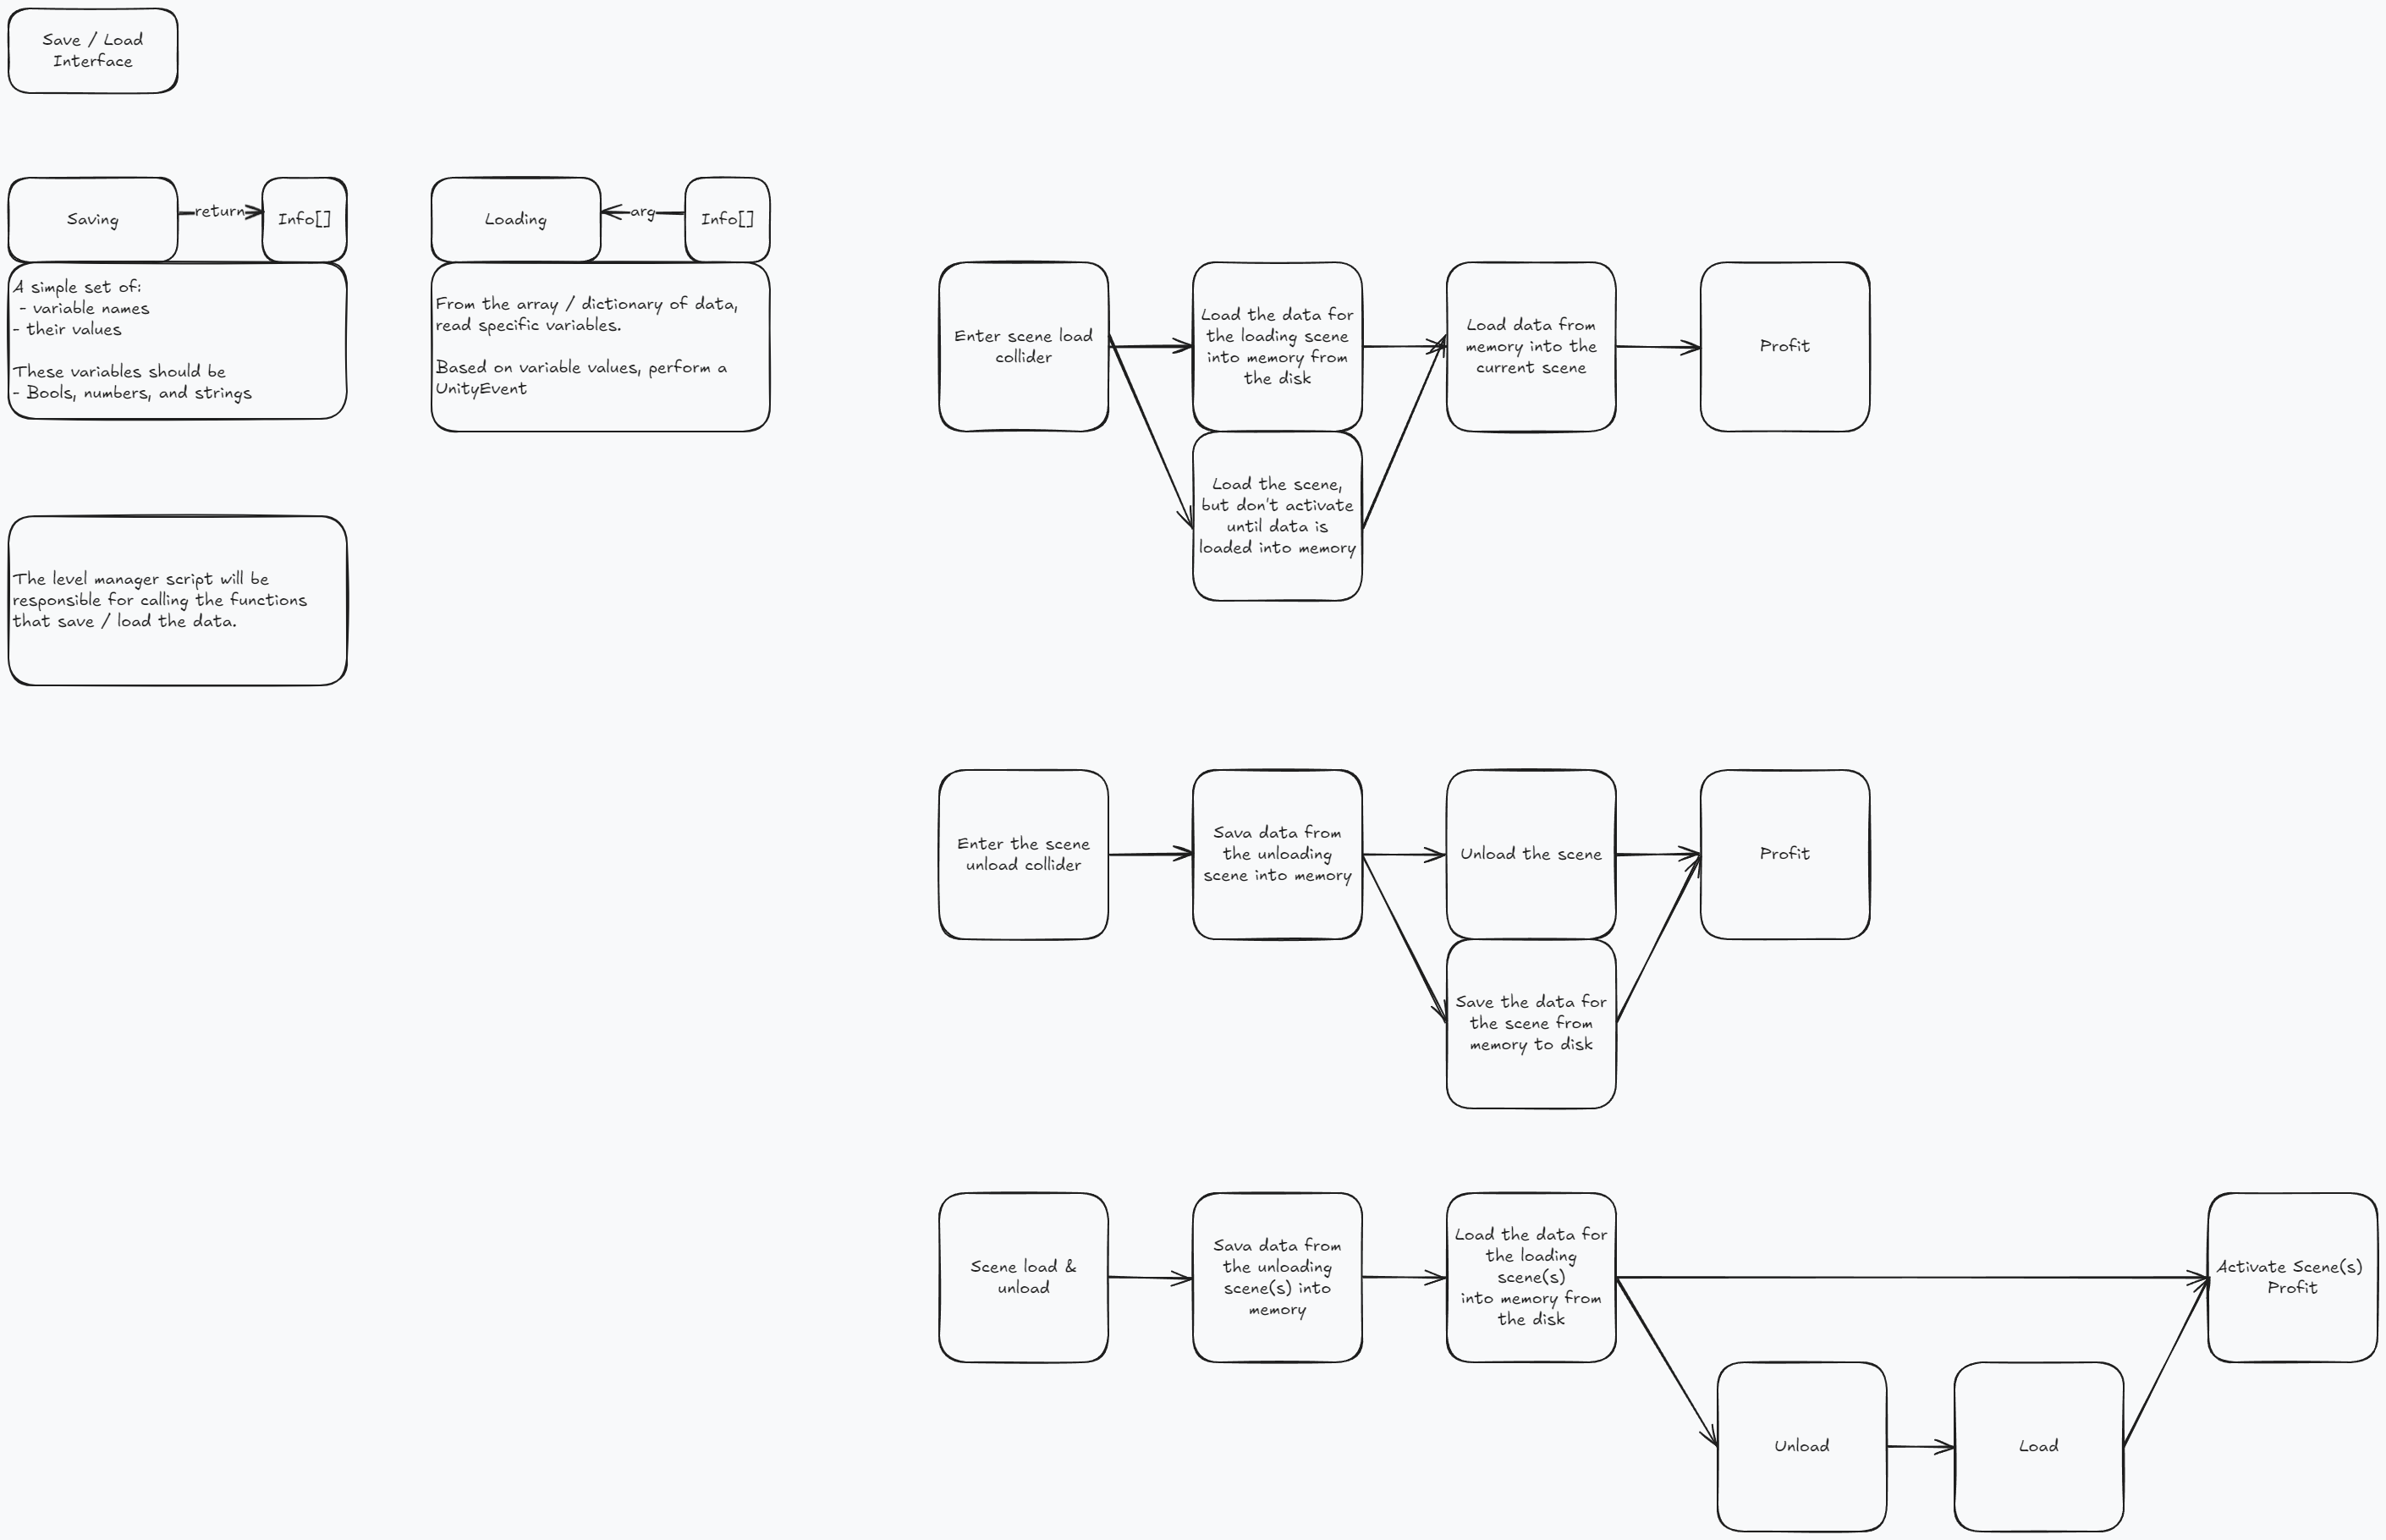 Save / Load
Interface
Saving
return
Info[]
A simple set of:
- variable names
- their values
These variables should be
- Bools, numbers, and strings
Loading
arg
Info[]
From the array / dictionary of data,
read specific variables.
Based on variable values, perform a
UnityEvent
The level manager script will be
responsible for calling the functions
that save / load the data.
Enter scene load
collider
Load the data for
the loading scene
into memory from
the disk
Load the scene,
but don't activate
until data is
loaded into memory
Load data from
memory into the
current scene
Profit
Enter the scene
unload collider
Sava data from
the unloading
scene into memory
Unload the scene
Save the data for
the scene from
memory to disk
Profit
Scene load &
unload
Sava data from
the unloading
scene(s) into
memory
Load the data for
the loading
scene(s)
into memory from
the disk
Unload
Load
Activate Scene(s)
Profit